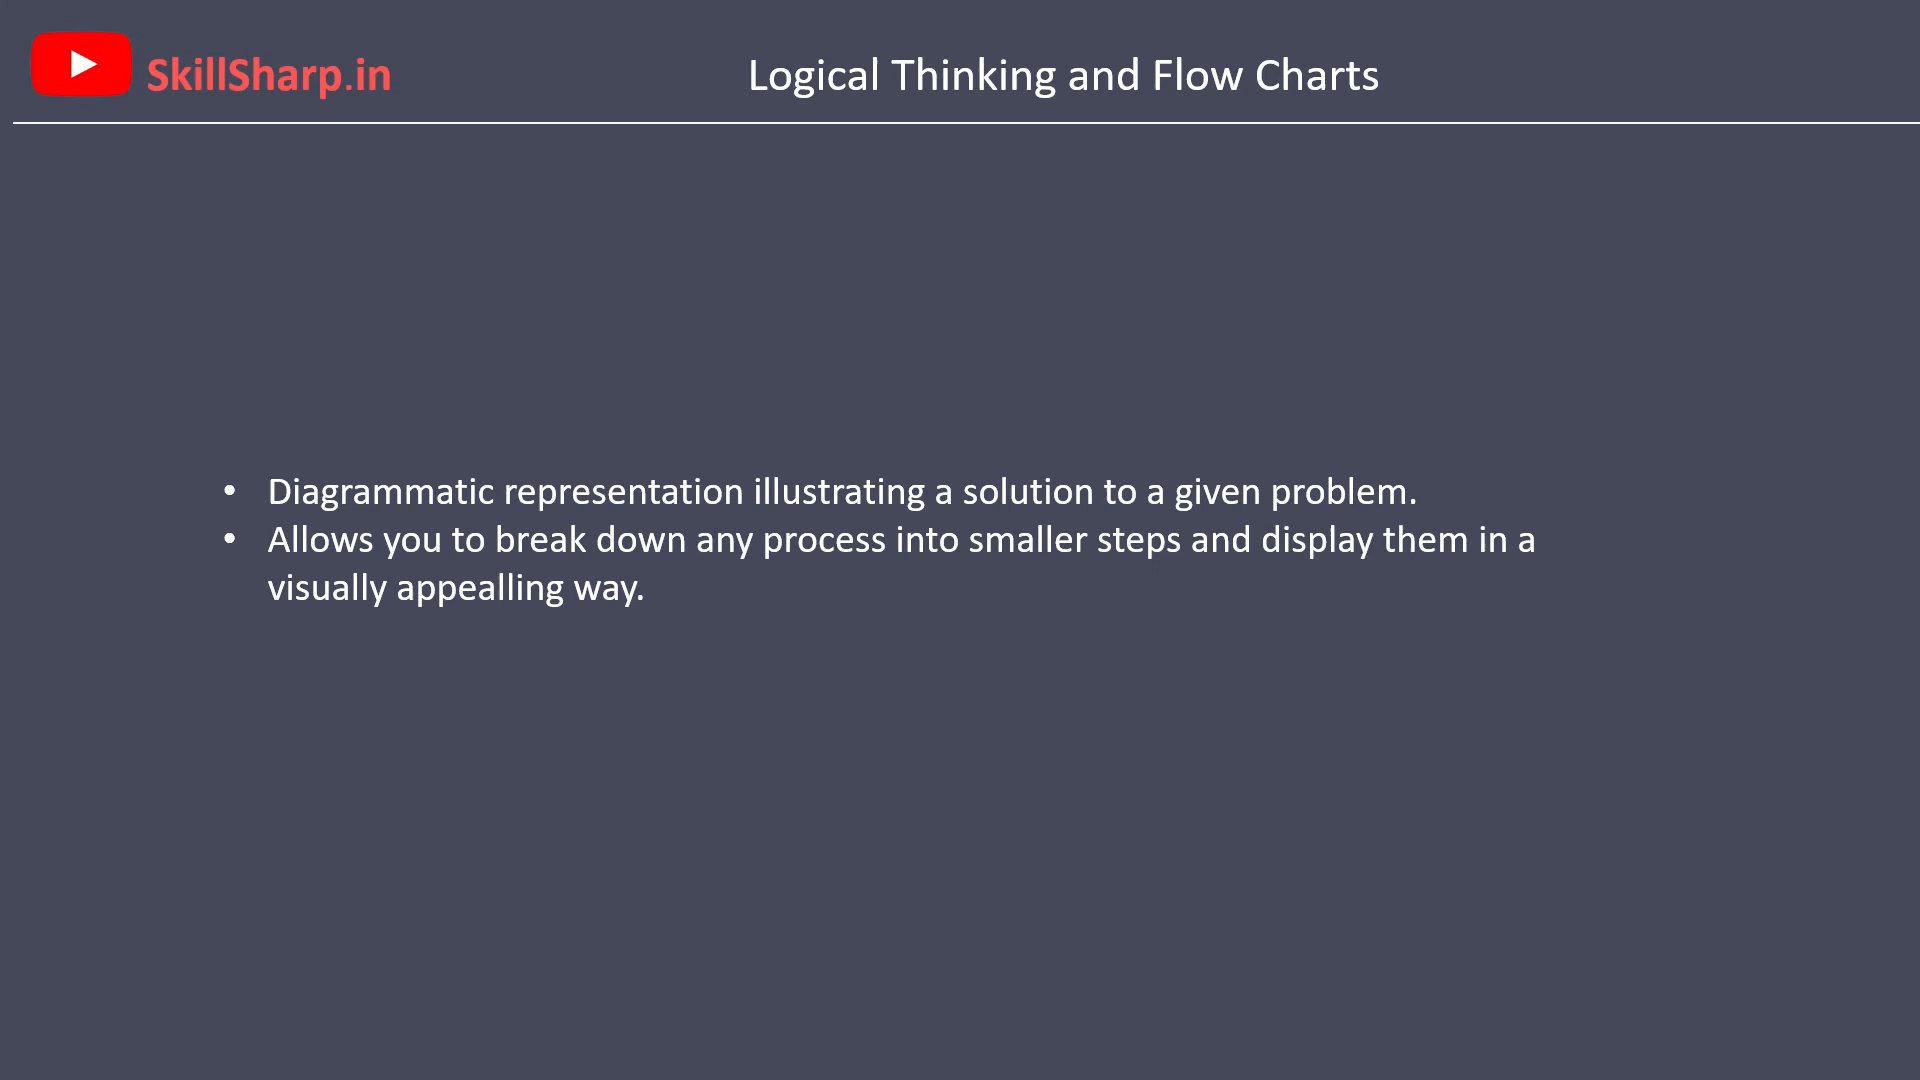 SkillSharp.in
Logical Thinking and Flow Charts
• Diagrammatic representation illustrating a solution to a given problem.
• Allows you to break down any process into smaller steps and display them in a
visually appealling way.